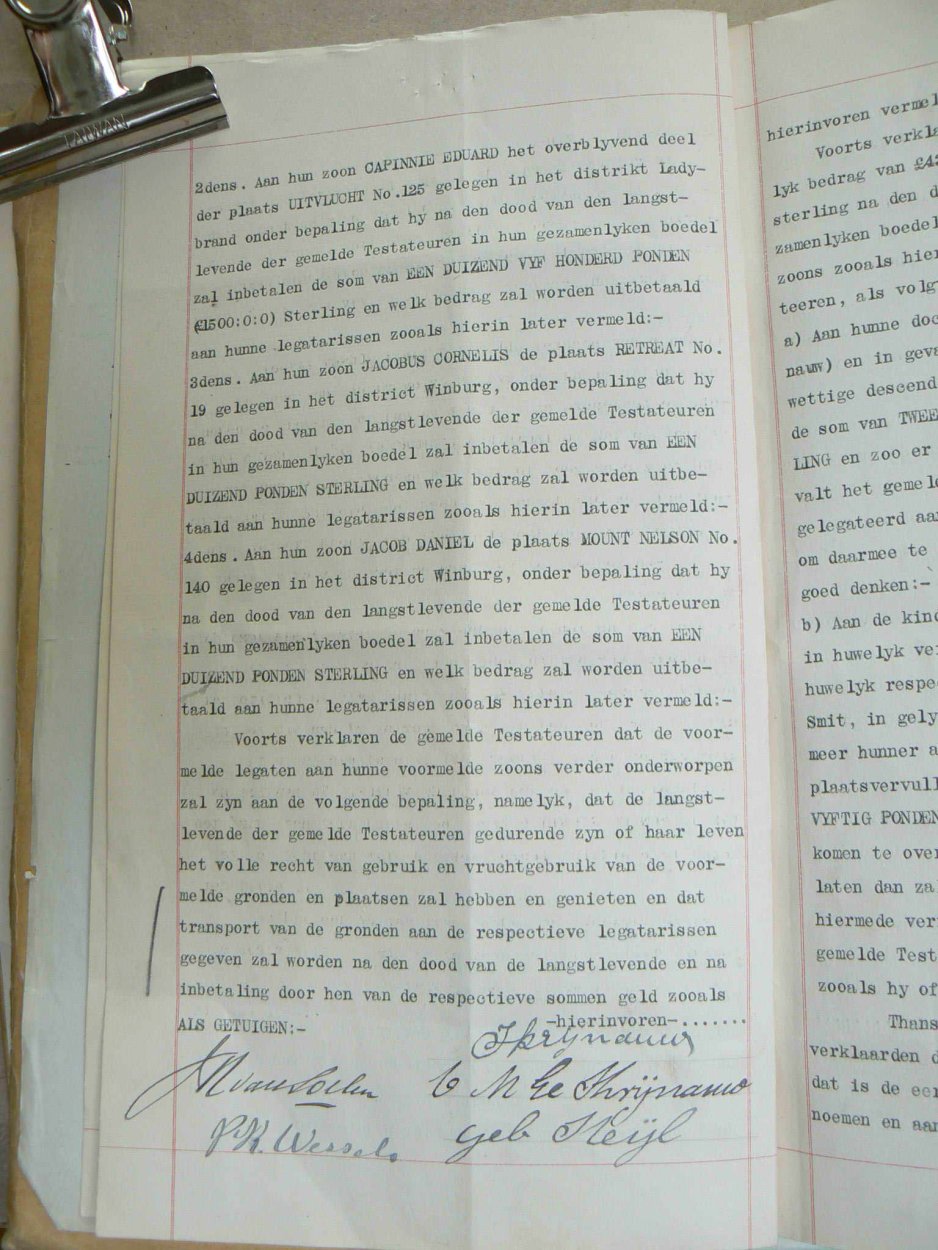 TAIWAN
2dens. Aan hun zoon CAPINNIE EDUARD het overblyvend deel
der plaats UITVLUCHT No.125 gelegen in het distrikt Lady-
brand onder bepaling dat hy na den dood van den langst-
levende der gemelde Testateuren in hun gezamenlyken boedel
zal inbetalen de som van EEN DUIZEND VYF HONDERD PONDEN
(£1500:0:0) Sterling en welk bedrag zal worden uitbetaald
aan hunne legatarissen zooals hierin later vermeld:-
3dens. Aan hun zoon JACOBUS CORNELIS de plaats RETREAT No.
19 gelegen in het district Winburg, onder bepaling dat hy
na den dood van den langstlevende der gemelde Testateuren
in hun gezamenlyken boedel zal inbetalen de som van EEN
DUIZEND PONDEN STERLING en welk bedrag zal worden uitbe-
taald aan hunne legatarissen zooals hierin later vermeld:-
4dens. Aan hun zoon JACOB DANIEL de plaats MOUNT NELSON No.
140 gelegen in het district Winburg, onder bepaling dat hy
na den dood van den langstlevende der gemelde Testateuren
in hun gezamenlyken boedel zal inbetalen de som van EEN
DUIZEND PONDEN STERLING en welk bedrag zal worden uitbe-
taald aan hunne legatarissen zooals hierin later vermeld:-
Voorts verklaren de gemelde Testateuren dat de voor-
melde legaten aan hunne voormelde zoons verder onderworpen
zal zyn aan de volgende bepaling, namelyk, dat de langst-
levende der gemelde Testateuren gedurende zyn of haar leven
het volle recht van gebruik en vruchtgebruik van de voor-
melde gronden en plaatsen zal hebben en genieten en dat
transport van de gronden aan de respectieve legatarissen
gegeven zal worden na den dood van de langstlevende en na
inbetaling door hen van de respectieve sommen geld zooals
-hierinvoren-.......
ALS GETUIGEN:-
P.K. Wessels
geb Steijl
hierinvoren vermel
Voorts verkla
lyk bedrag van £4
sterling na den d
zamenlyken boedel
zoons zooals hier
teeren, als volg
a) Aan hunne doc
nauw) en in geva
wettige descend
de som van TWEE
LING en zoo er
valt het gemel
gelegateerd aa
om daarmee te
goed denken:-
b) Aan de kind
in huwelyk ve
huwelyk respe
Smit, in gely
meer hunner a
plaatsvervull
VYFTIG PONDEN
komen te over
laten dan za
hiermede ver
gemelde Test
zooals hy of
Thans
verklaarden d
dat is de eer
noemen en aan